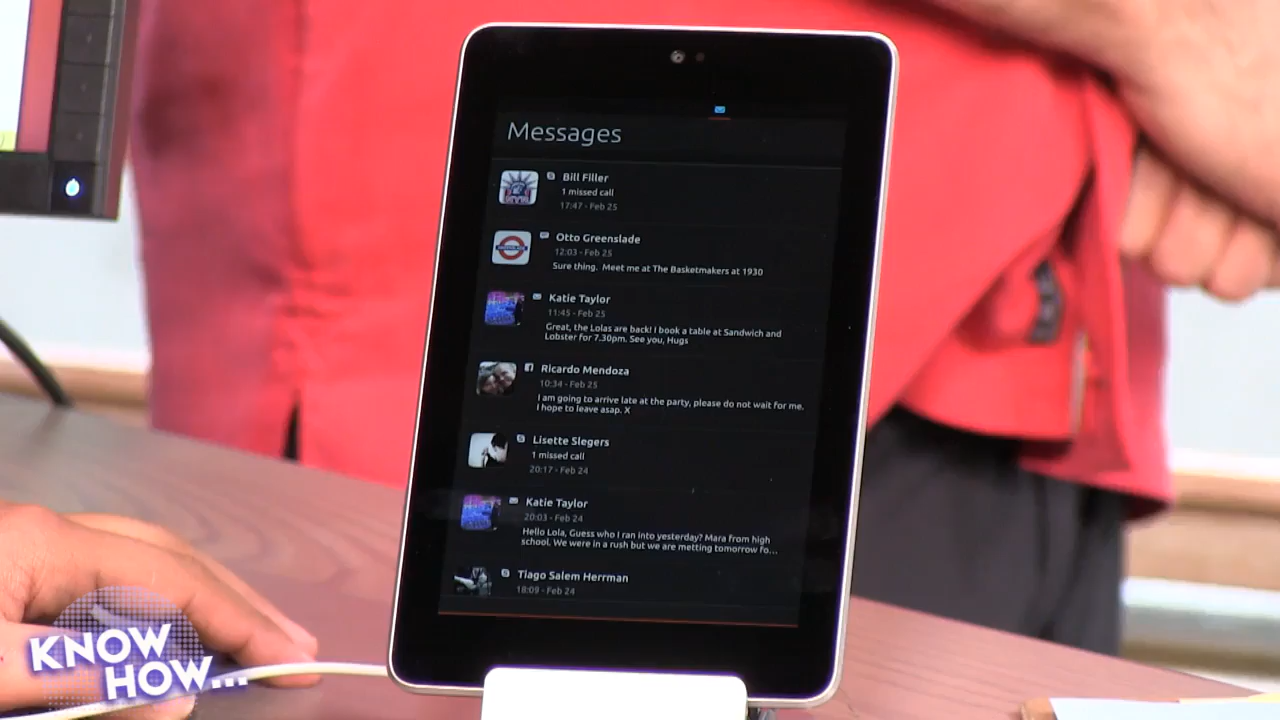 Messages
Bill Filler
1 missed call
17:47 - Feb 25
Otto Greenslade
12:03 - Feb 25
Sure thing. Meet me at The Basketmakers at 1930
Katie Taylor
11:45 - Feb 25
Great, the Lolas are back! I book a table at Sandwich and
Lobster for 7.30pm. See you, Hugs
Ricardo Mendoza
10:34 - Feb 25
I am going to arrive late at the party, please do not wait for me.
I hope to leave asap. X
Lisette Slegers
1 missed call
20:17 - Feb 24
Katie Taylor
20:03 - Feb 24
Hello Lola, Guess who I ran into yesterday? Mara from high
school. We were in a rush but we are metting tomorrow fo...
Tiago Salem Herrman
18:09 - Feb 24
KNOW
HOW...